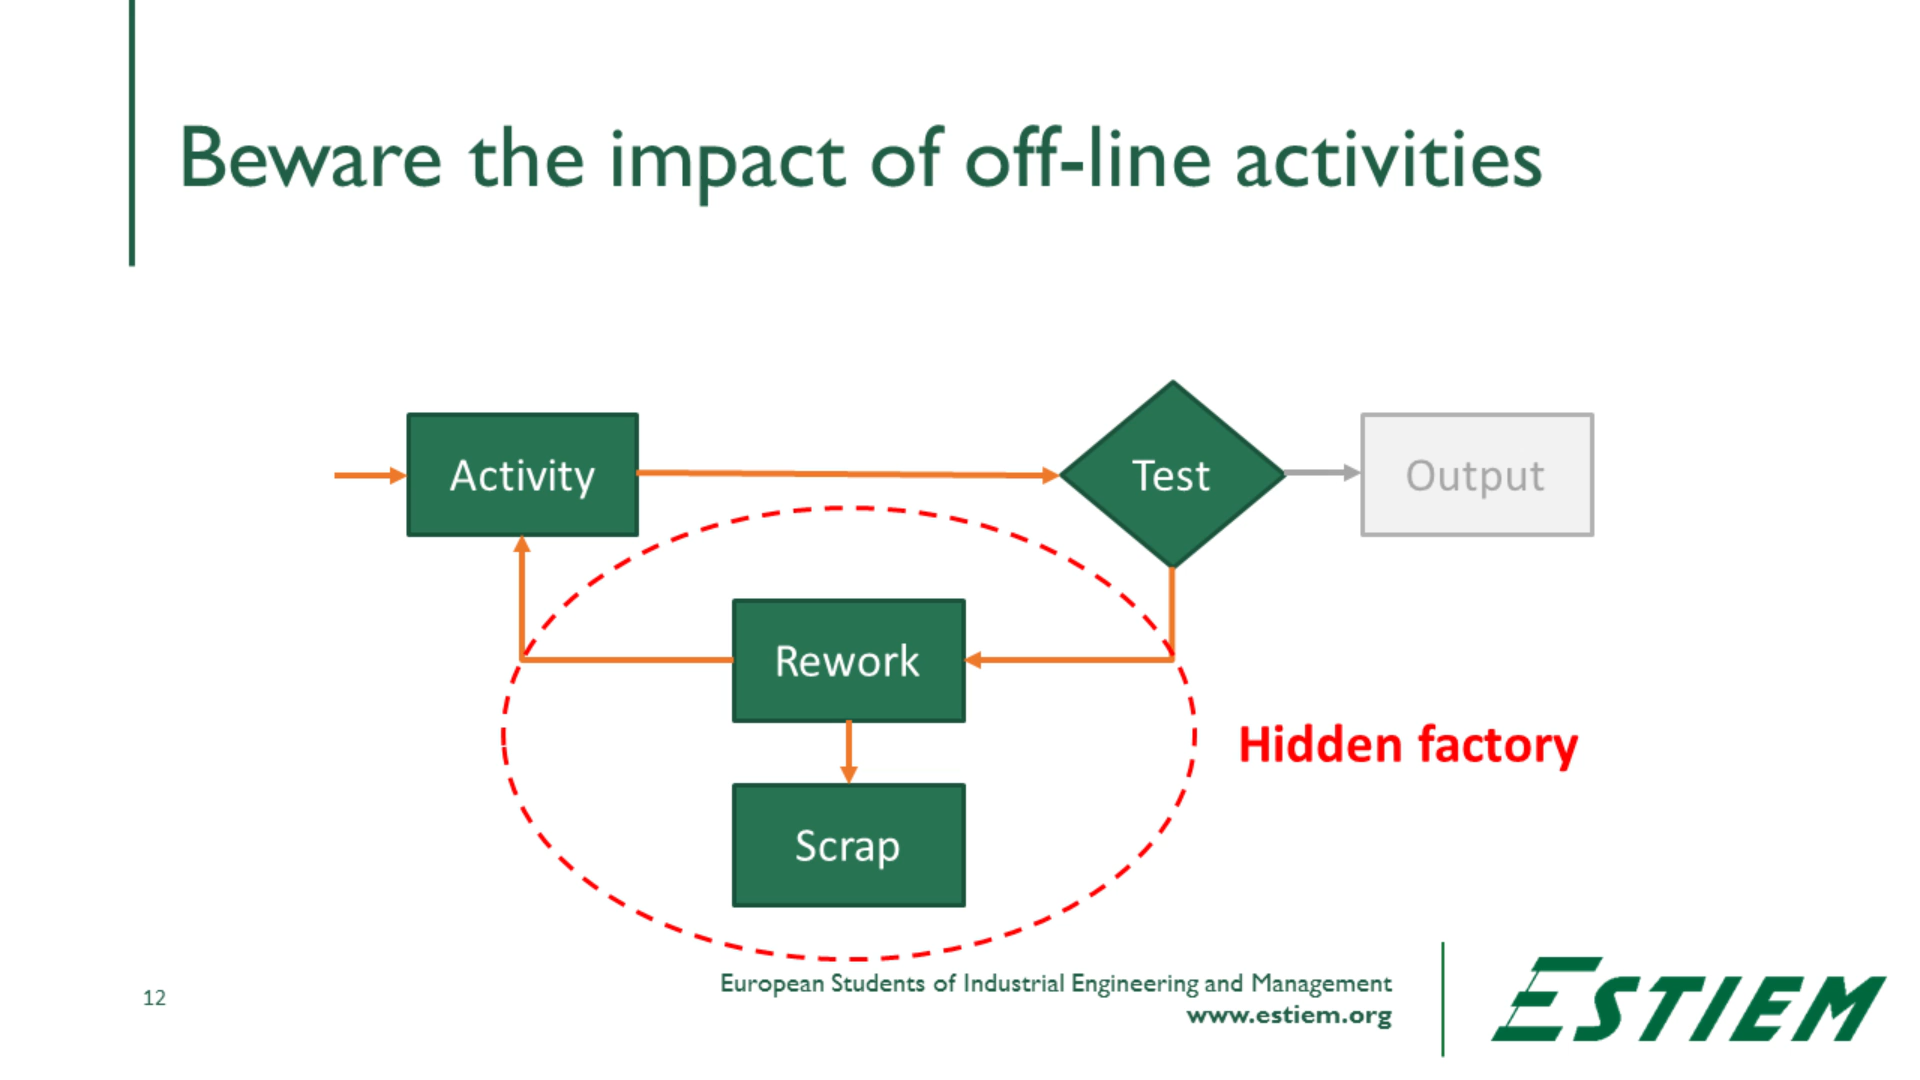 Beware the impact of off-line activities
Activity
Test
Output
Rework
Hidden factory
Scrap
European Students of Industrial Engineering and Management
www.estiem.org
12
ESTIEM